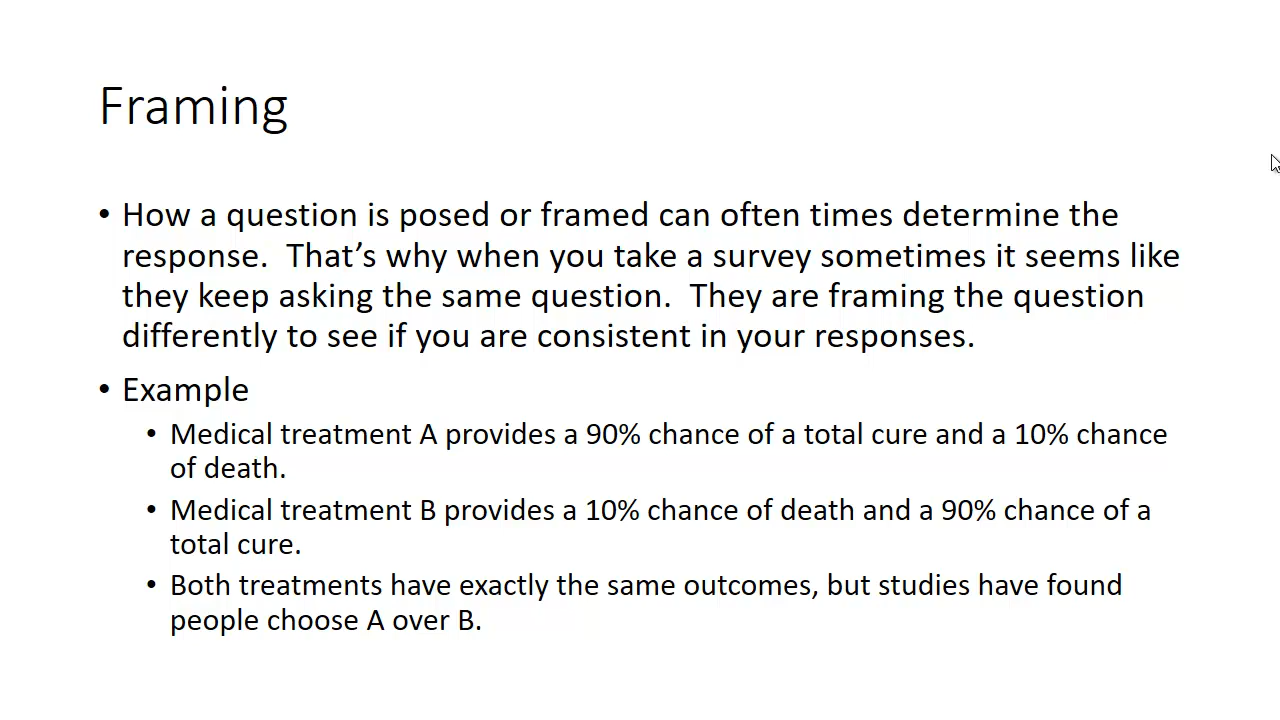 Framing
• How a question is posed or framed can often times determine the
response.  That’s why when you take a survey sometimes it seems like
they keep asking the same question.  They are framing the question
differently to see if you are consistent in your responses.
• Example
• Medical treatment A provides a 90% chance of a total cure and a 10% chance
of death.
• Medical treatment B provides a 10% chance of death and a 90% chance of a
total cure.
• Both treatments have exactly the same outcomes, but studies have found
people choose A over B.